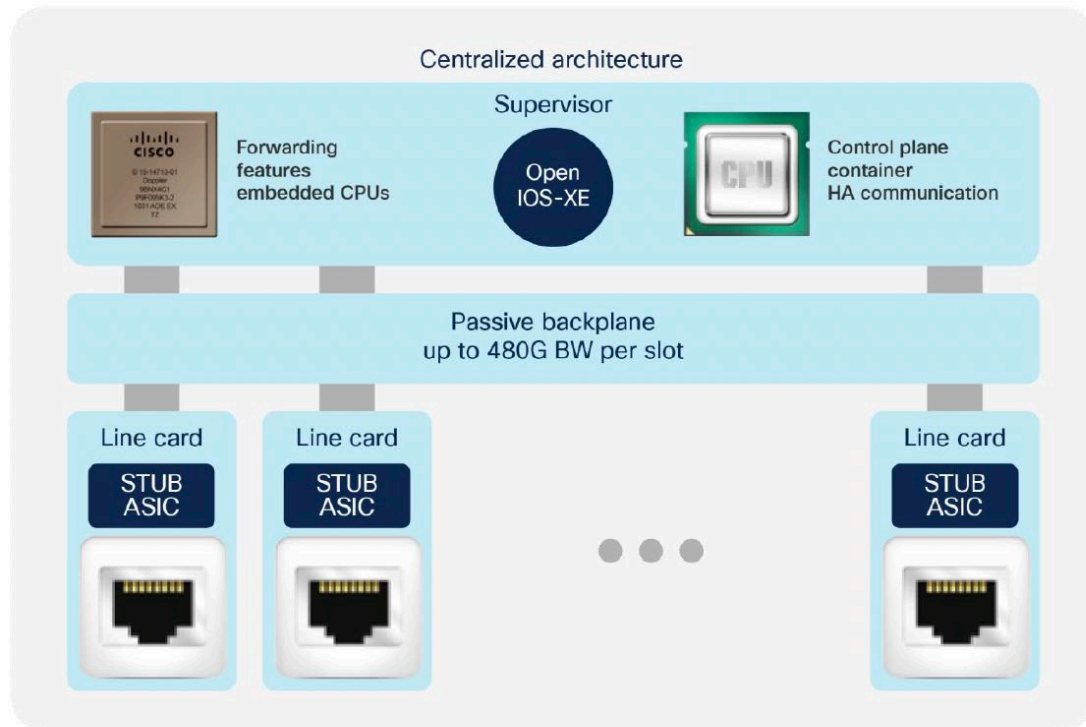 Centralized architecture
Supervisor
CISCO
Doppler
Forwarding
features
embedded CPUs
Open
IOS-XE
CPU
Control plane
container
HA communication
Passive backplane
up to 480G BW per slot
Line card
STUB
ASIC
Line card
STUB
ASIC
Line card
STUB
ASIC